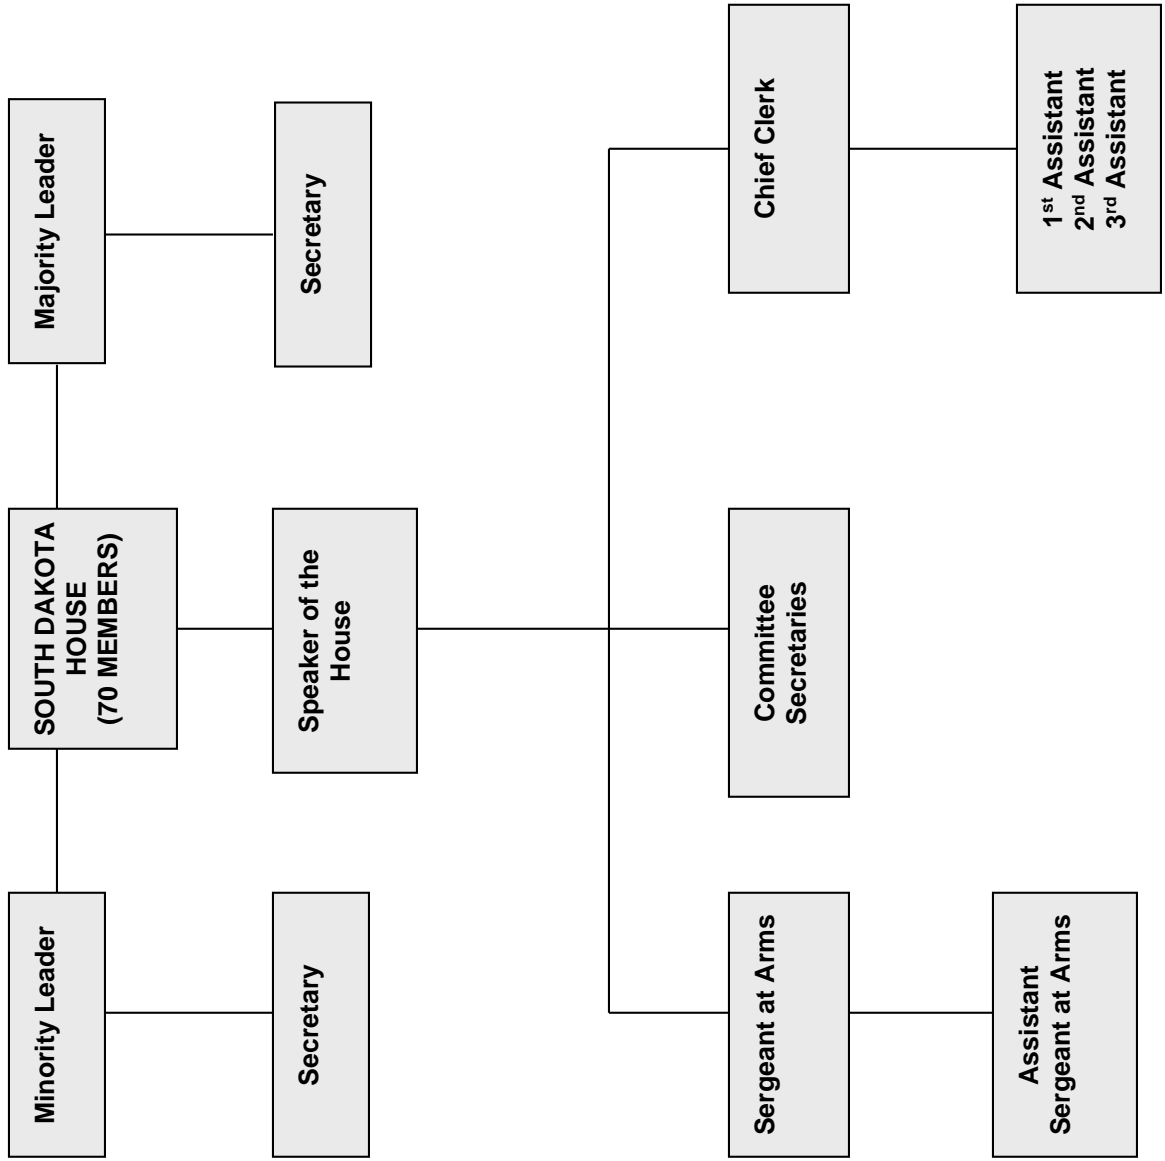 Minority Leader
SOUTH DAKOTA
HOUSE
(70 MEMBERS)
Majority Leader
Secretary
Speaker of the
House
Secretary
Sergeant at Arms
Committee
Secretaries
Chief Clerk
Assistant
Sergeant at Arms
1st Assistant
2nd Assistant
3rd Assistant